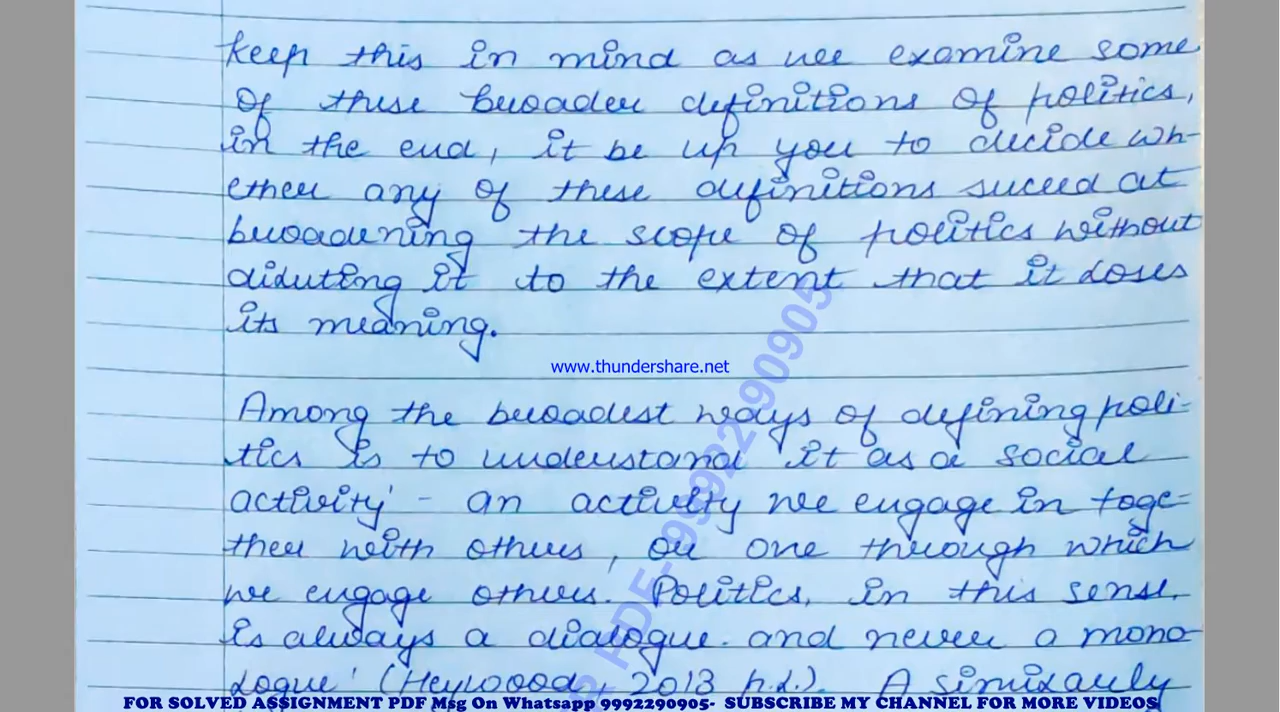 keep this in mind as we examine some
of these broader definitions of politics,
in the end, it be up you to decide wh-
ether any of these definitions suceed at
broadening the scope of politics without
diluting it to the extent that it loses
its meaning.
www.thundershare.net
Among the broadest ways of defining poli-
tics is to understand it as a social
activity' - an activity we engage in toge-
ther with others, or one through which
we engage others. Politics, in this sense,
is always a dialogue. and never a mono-
logue' (Heywood, 2013 A similarly
PDF-9992290905
FOR SOLVED ASSIGNMENT PDF Msg On Whatsapp 9992290905- SUBSCRIBE MY CHANNEL FOR MORE VIDEOS